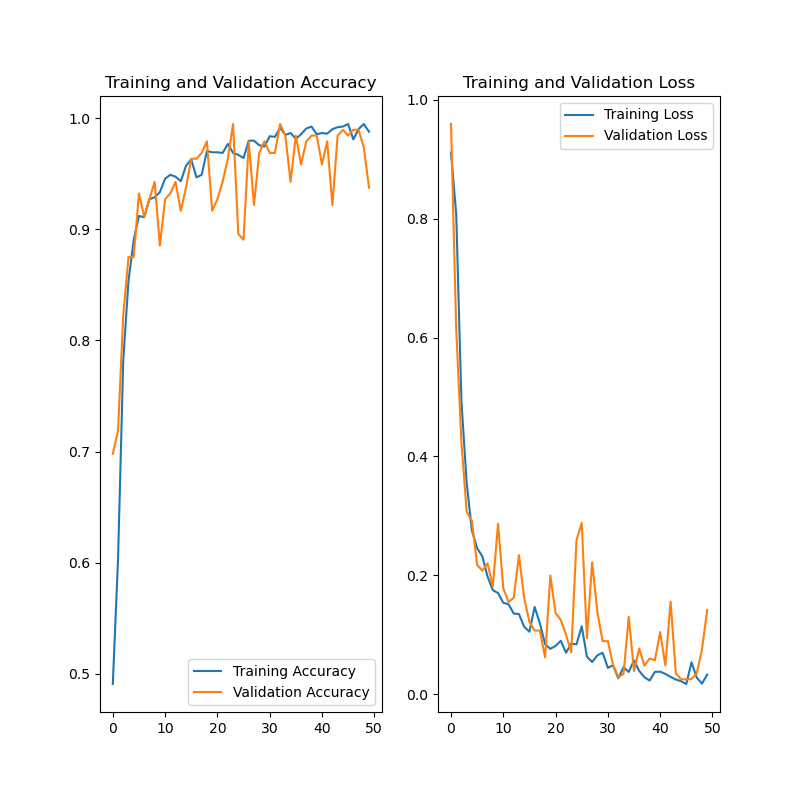 Training and Validation Accuracy
1.0
0.9
0.8
0.7
0.6
0.5
Training Accuracy
Validation Accuracy
0 10 20 30 40 50
Training and Validation Loss
1.0
Training Loss
Validation Loss
0.8
0.6
0.4
0.2
0.0
0 10 20 30 40 50